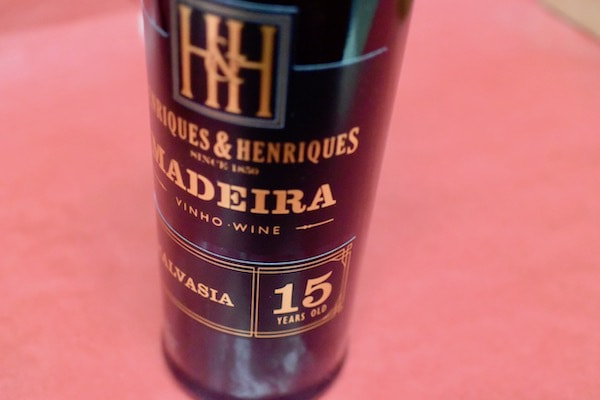 H&H
NRIQUES & HENRIQUES
SINCE 1850
MADEIRA
VINHO · WINE
ALVASIA
15
YEARS OLD